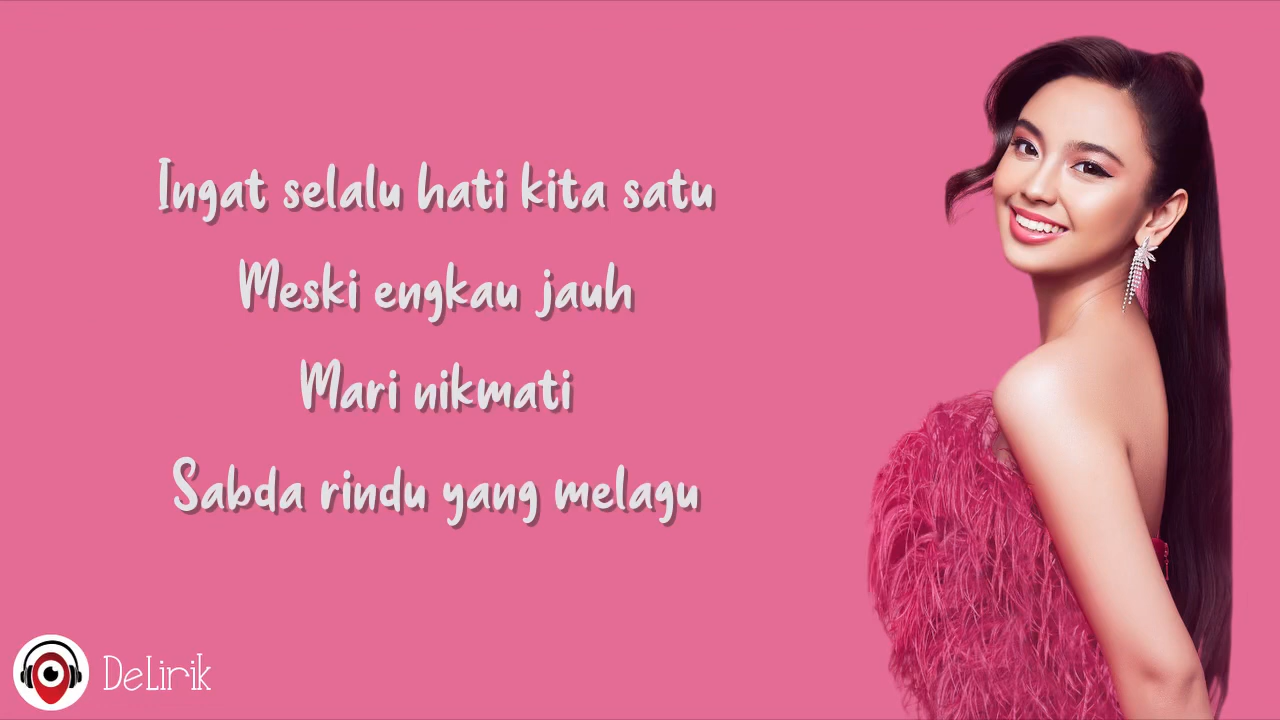 Ingat selalu hati kita satu
Meski engkau jauh
Mari nikmati
Sabda rindu yang melagu
DeLirik